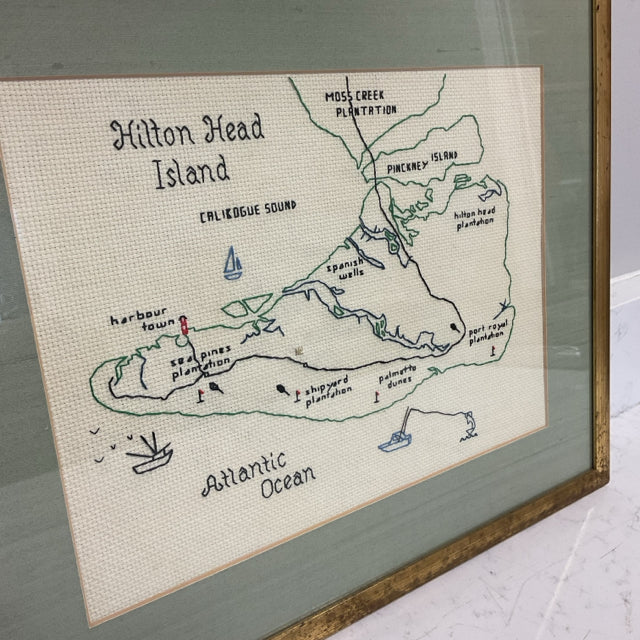 MOSS CREEK
PLANTATION
Hilton Head
Island
PINCKNEY ISLAND
CALIBOGUE SOUND
hilton head
plantation
spanish
wells
harbour
town
sea pines
plantation
port royal
plantation
shipyard
plantation
palmetto
dunes
Atlantic
Ocean